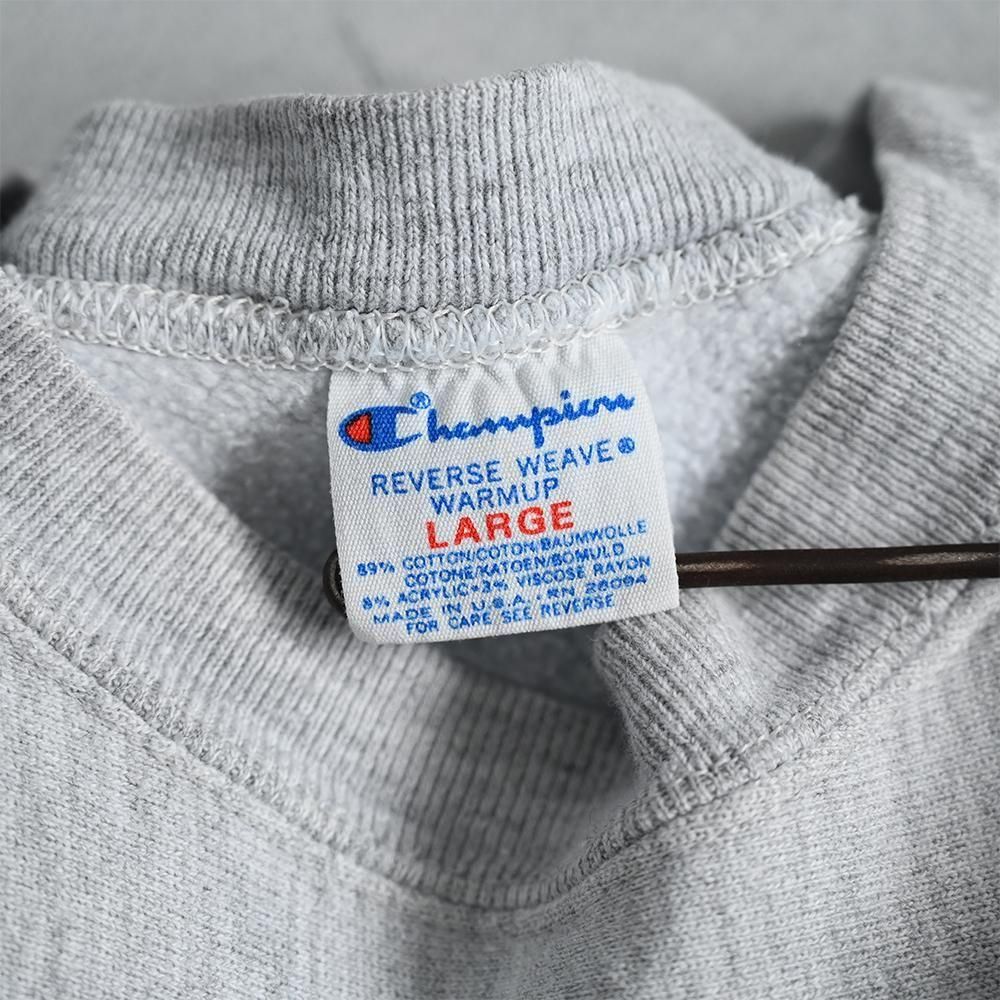 Champion®
REVERSE WEAVE®
WARMUP
LARGE
89% COTTON/COTON/BAUMWOLLE
COTONE/KATOEN/BOMULD
8% ACRYLIC•3% VISCOSE RAYON
MADE IN U.S.A. RN 26094
FOR CARE SEE REVERSE